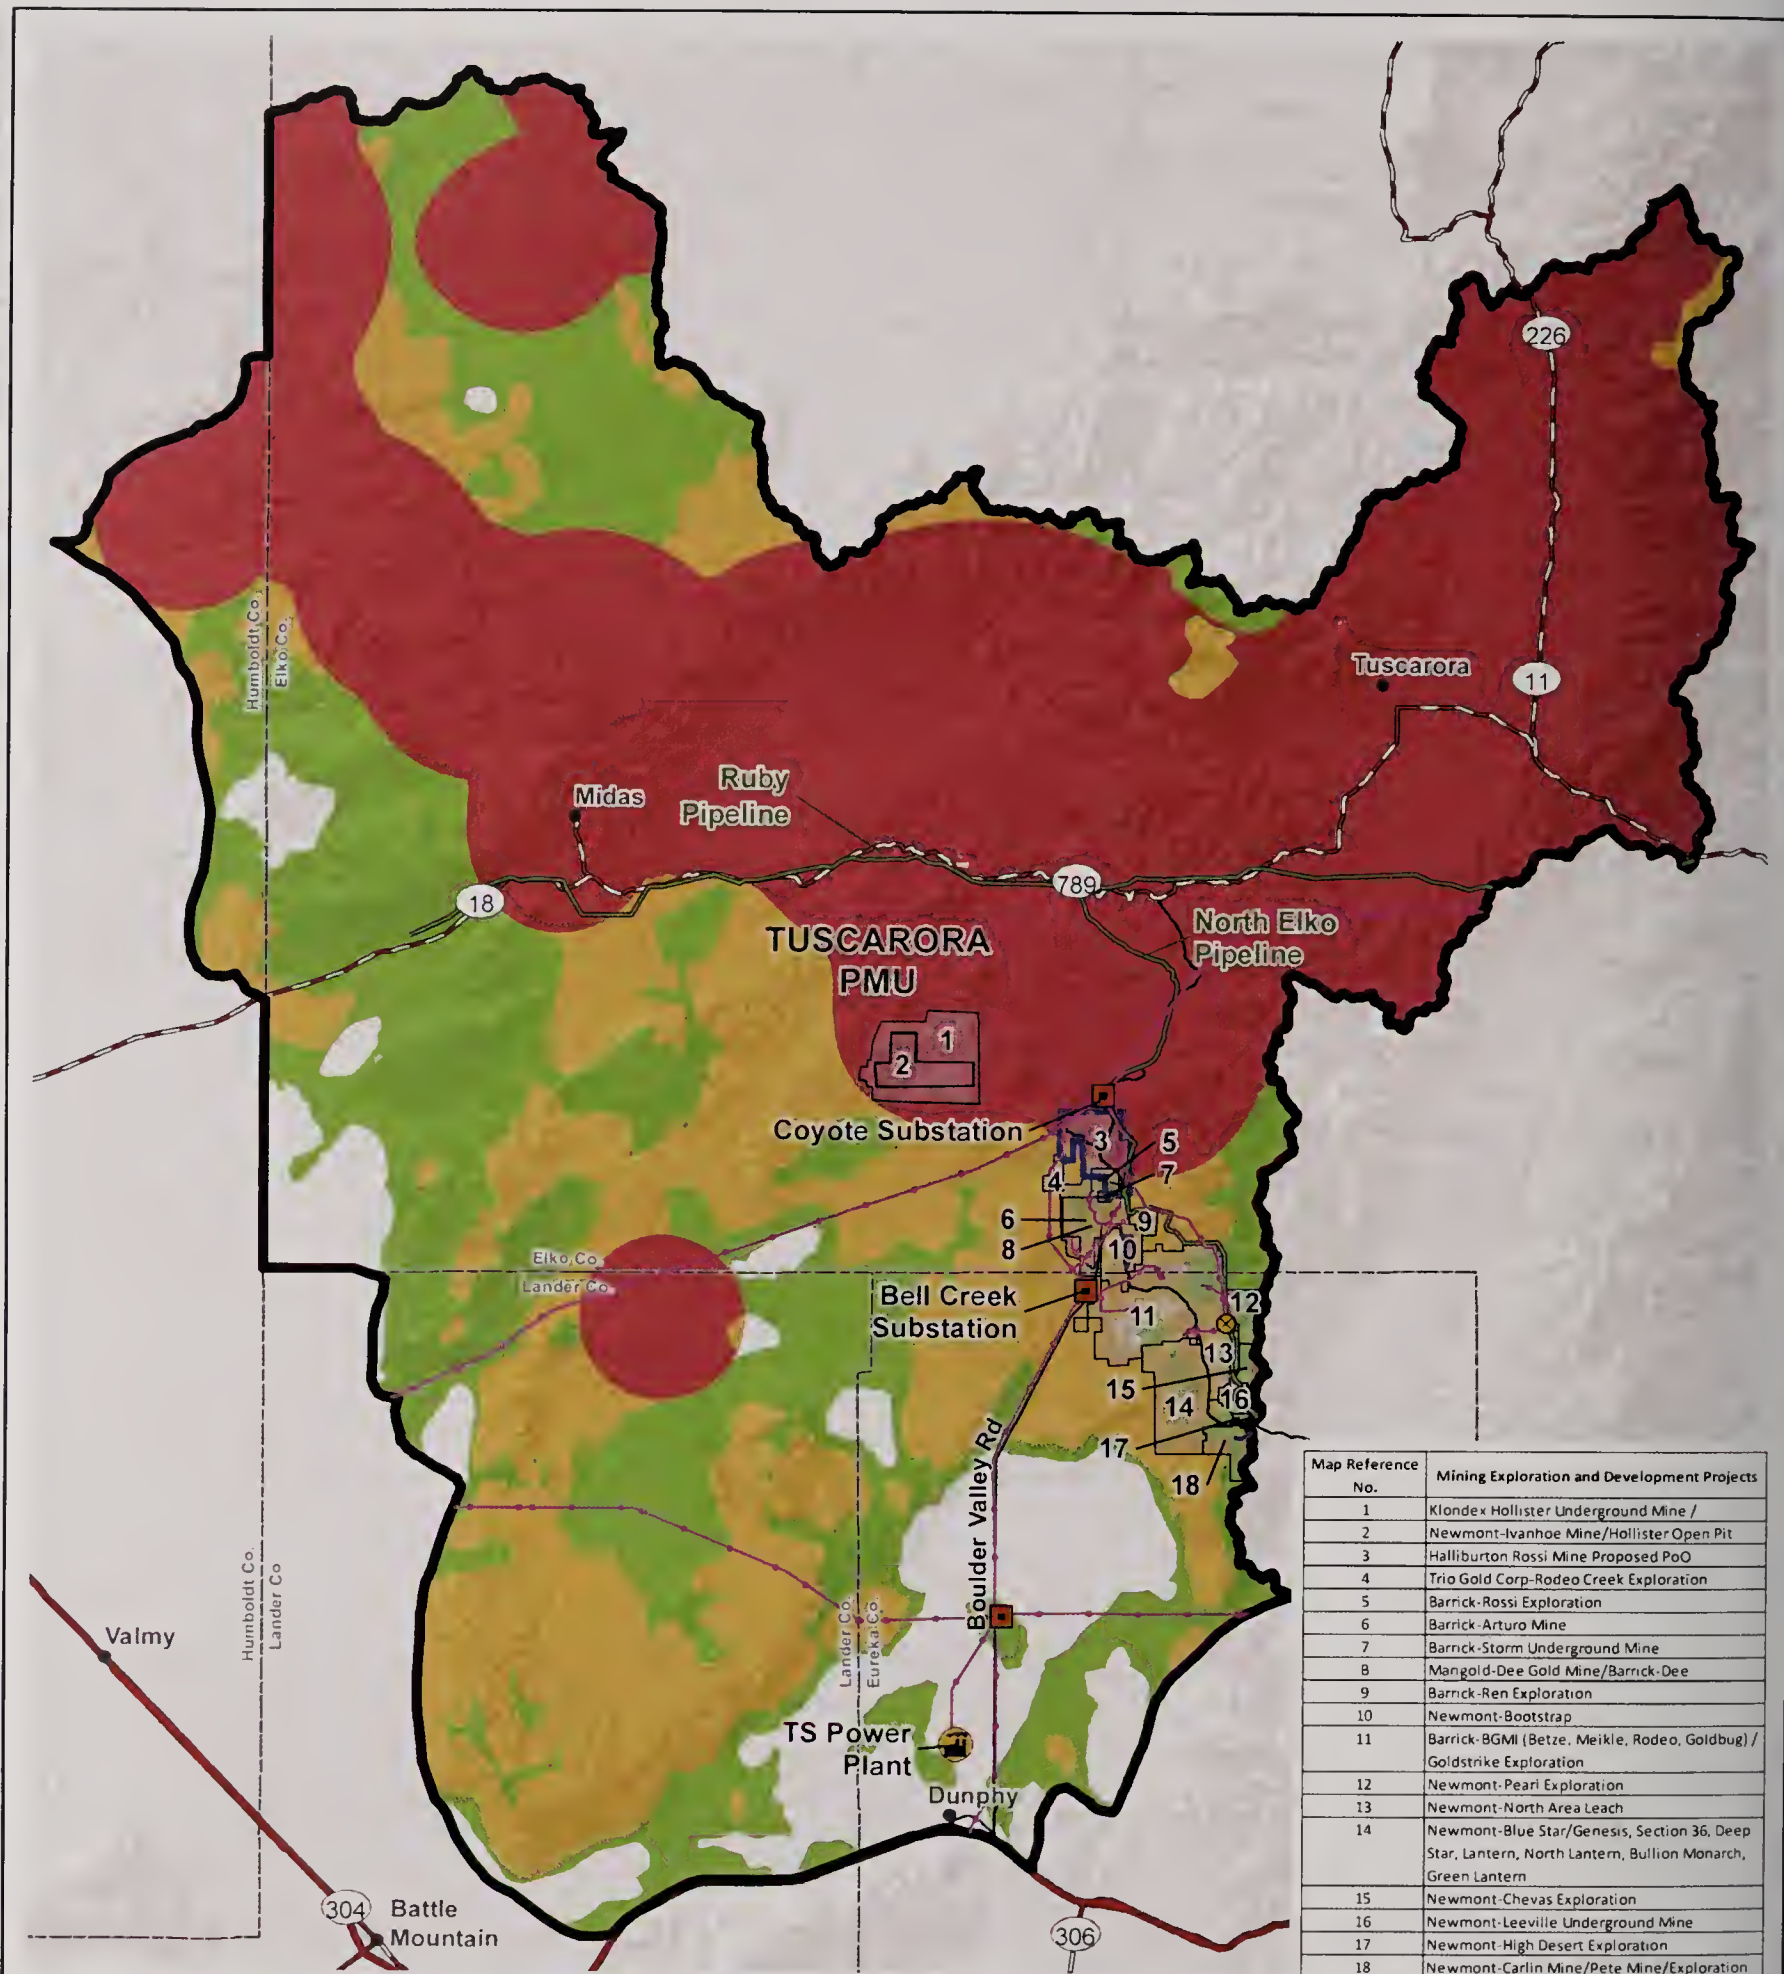 226
Humboldt Co.
Elko Co.
Tuscarora
11
Ruby
Pipeline
Midas
789
18
North Elko
Pipeline
TUSCARORA
PMU
1
2
Coyote Substation
3
5
4
7
6
9
8
10
Elko Co.
Lander Co.
Bell Creek
Substation
12
11
13
15
16
14
17
18
Boulder Valley Rd
Humboldt Co.
Lander Co
Valmy
Lander Co.
Eureka Co.
TS Power
Plant
Dunphy
304
Battle
Mountain
306
Map Reference
No.
Mining Exploration and Development Projects
1 Klondex Hollister Underground Mine /
2 Newmont-Ivanhoe Mine/Hollister Open Pit
3 Halliburton Rossi Mine Proposed PoO
4 Trio Gold Corp-Rodeo Creek Exploration
5 Barrick-Rossi Exploration
6 Barrick-Arturo Mine
7 Barrick-Storm Underground Mine
8 Mangold-Dee Gold Mine/Barrick-Dee
9 Barrick-Ren Exploration
10 Newmont-Bootstrap
11 Barrick-BGMI (Betze, Meikle, Rodeo, Goldbug) /
Goldstrike Exploration
12 Newmont-Pearl Exploration
13 Newmont-North Area Leach
14 Newmont-Blue Star/Genesis, Section 36, Deep
Star, Lantern, North Lantern, Bullion Monarch,
Green Lantern
15 Newmont-Chevas Exploration
16 Newmont-Leeville Underground Mine
17 Newmont-High Desert Exploration
18 Newmont-Carlin Mine/Pete Mine/Exploration